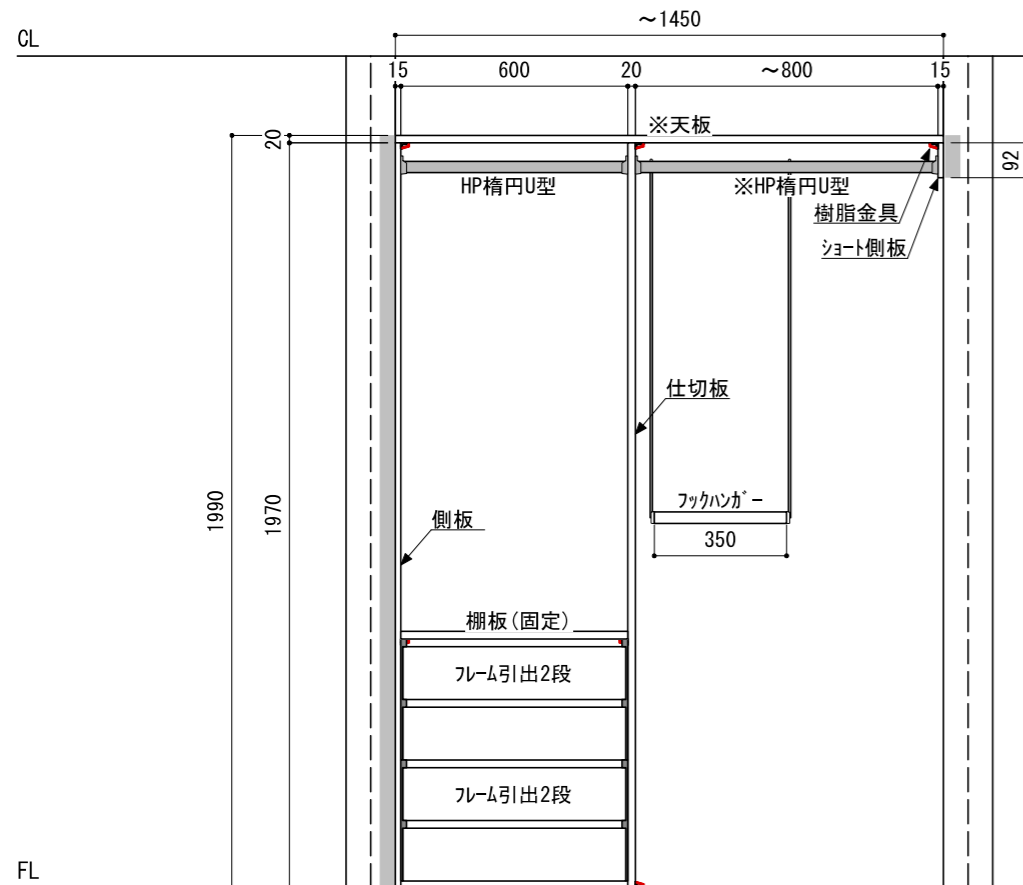 ~1450
CL
15 600 20 ~800 15
※天板
20
92
HP楕円U型 ※HP楕円U型
樹脂金具
ｼｮｰﾄ側板
仕切板
1990
1970
ﾌｯｸﾊﾝｶﾞｰ
側板
350
棚板(固定)
ﾌﾚｰﾑ引出2段
ﾌﾚｰﾑ引出2段
FL